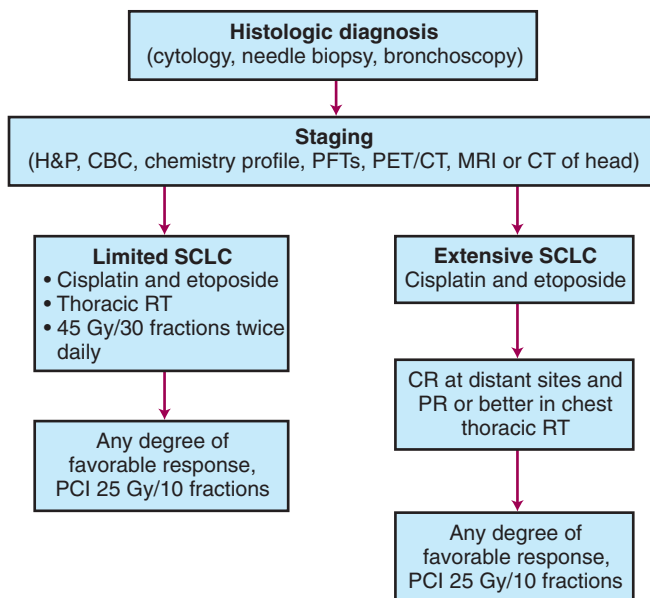 Histologic diagnosis
(cytology, needle biopsy, bronchoscopy)
Staging
(H&P, CBC, chemistry profile, PFTs, PET/CT, MRI or CT of head)
Limited SCLC
• Cisplatin and etoposide
• Thoracic RT
• 45 Gy/30 fractions twice
daily
Any degree of
favorable response,
PCI 25 Gy/10 fractions
Extensive SCLC
Cisplatin and etoposide
CR at distant sites and
PR or better in chest
thoracic RT
Any degree of
favorable response,
PCI 25 Gy/10 fractions